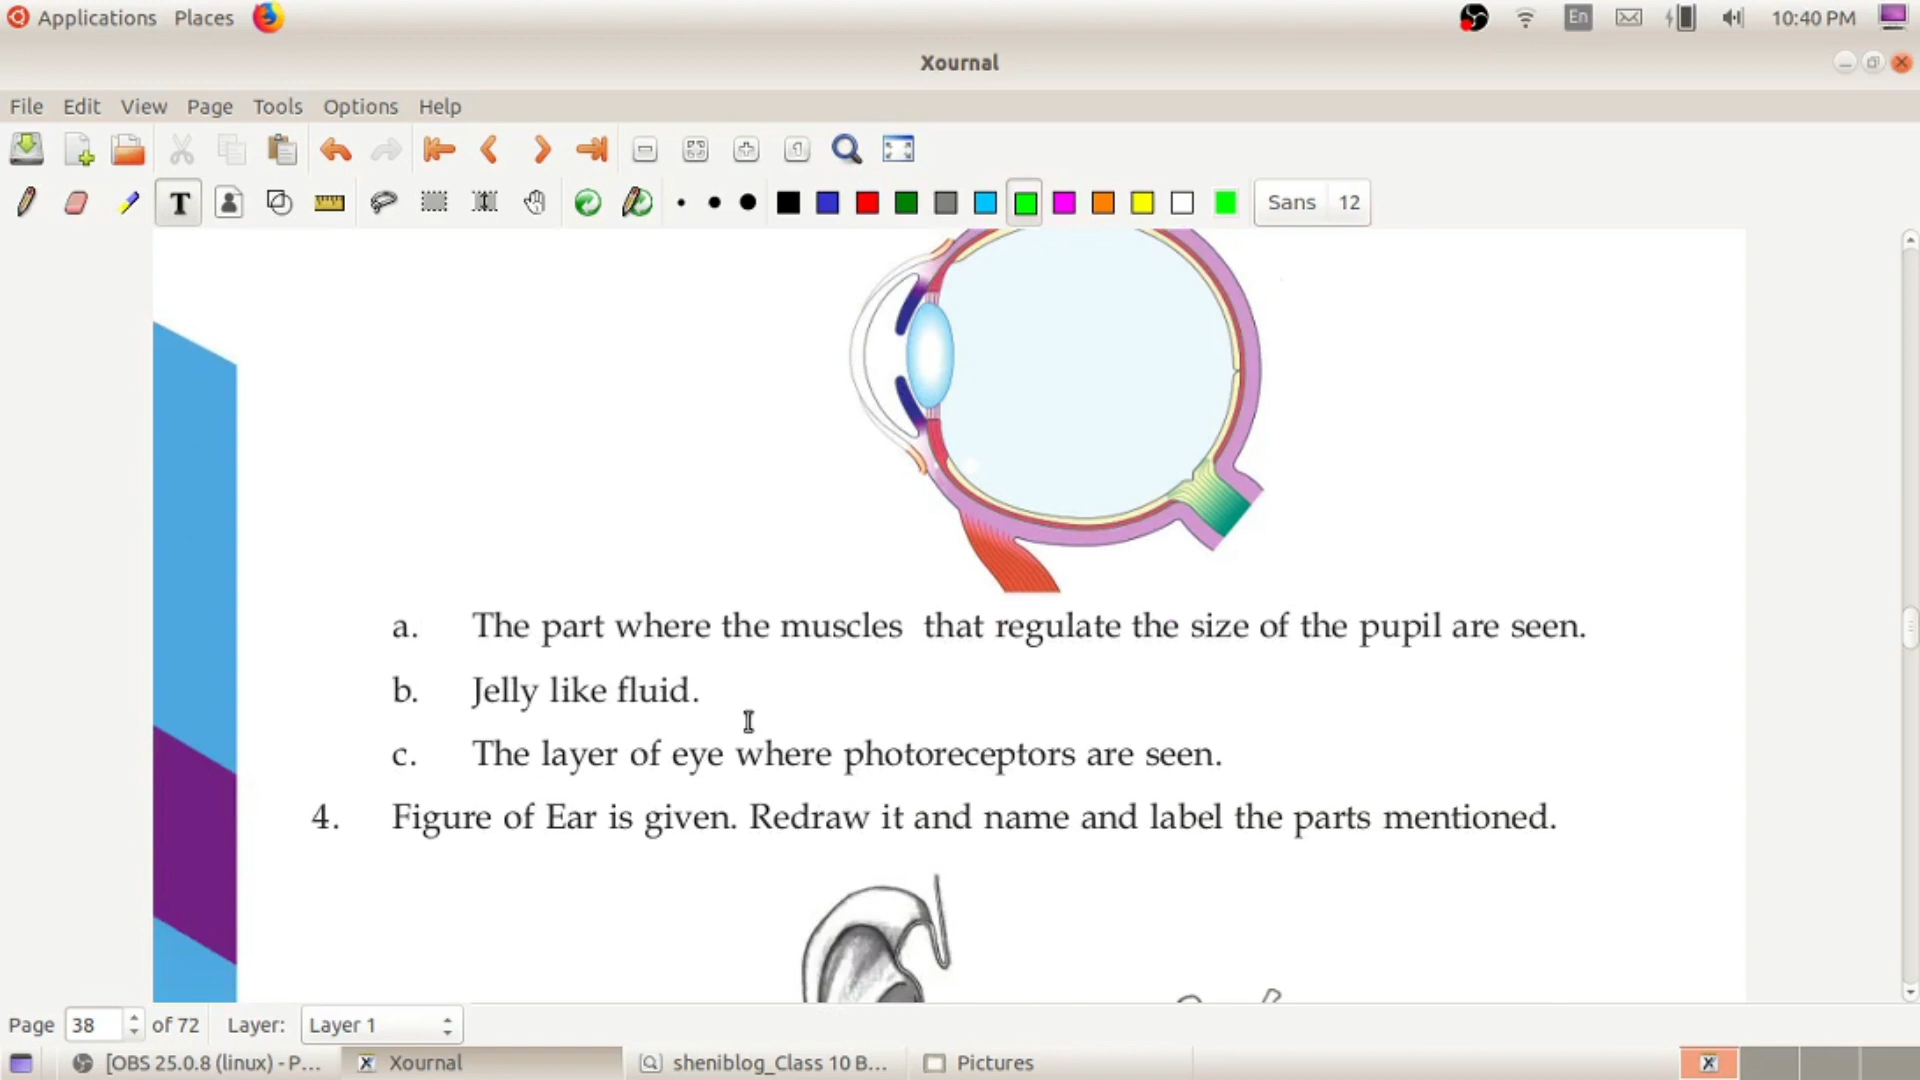 Applications Places En 10:40 PM
Xournal
File Edit View Page Tools Options Help
T Sans 12
a. The part where the muscles that regulate the size of the pupil are seen.
b. Jelly like fluid.
c. The layer of eye where photoreceptors are seen.
4. Figure of Ear is given. Redraw it and name and label the parts mentioned.
Page 38 of 72 Layer: Layer 1
[OBS 25.0.8 (linux) - P... Xournal sheniblog_Class 10 B... Pictures